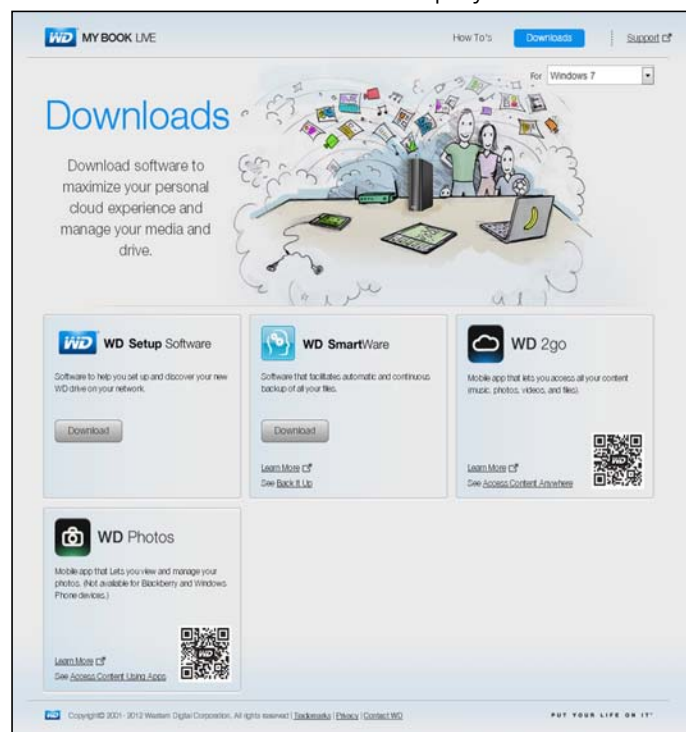 WD MY BOOK LIVE
How To's
Downloads
Support
For Windows 7
Downloads
Download software to
maximize your personal
cloud experience and
manage your media and
drive.
WD WD Setup Software
Software to help you set up and discover your new
WD drive on your network.
Download
WD SmartWare
Software that facilitates automatic and continuous
backup of all your files.
Download
Learn More
See Back It Up
WD 2go
Mobile app that lets you access all your content
(music, photos, videos, and files).
Learn More
See Access Content Anywhere
WD
WD Photos
Mobile app that Lets you view and manage your
photos. (Not available for Blackberry and Windows
Phone devices.)
Learn More
See Access Content Using Apps
WD
WD Copyright© 2001 - 2012 Western Digital Corporation, All rights reserved | Trademarks | Privacy | Contact WD
PUT YOUR LIFE ON IT